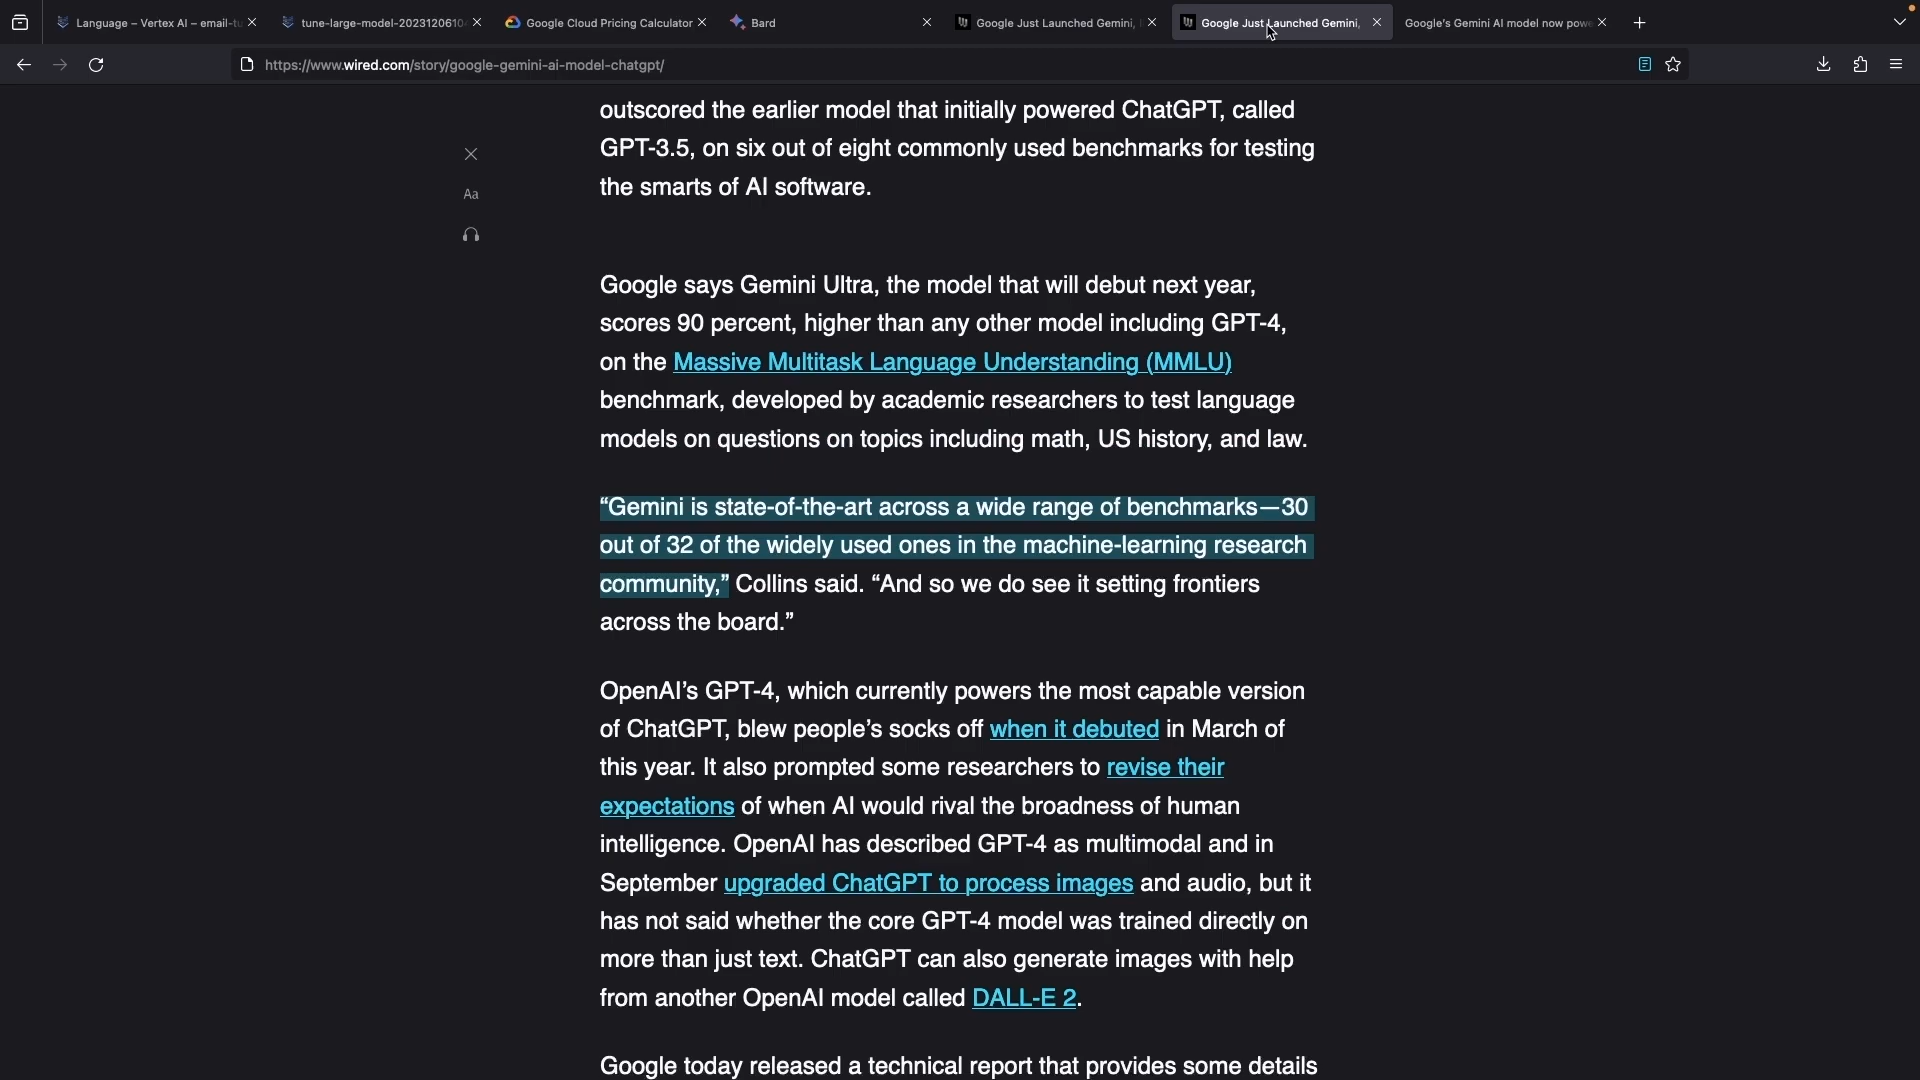 Language – Vertex AI – email-tu
tune-large-model-2023120610
Google Cloud Pricing Calculator
Bard
Google Just Launched Gemini,
Google Just Launched Gemini,
Google's Gemini AI model now powe
https://www.wired.com/story/google-gemini-ai-model-chatgpt/
Aa
outscored the earlier model that initially powered ChatGPT, called
GPT-3.5, on six out of eight commonly used benchmarks for testing
the smarts of AI software.
Google says Gemini Ultra, the model that will debut next year,
scores 90 percent, higher than any other model including GPT-4,
on the Massive Multitask Language Understanding (MMLU)
benchmark, developed by academic researchers to test language
models on questions on topics including math, US history, and law.
“Gemini is state-of-the-art across a wide range of benchmarks—30
out of 32 of the widely used ones in the machine-learning research
community,” Collins said. “And so we do see it setting frontiers
across the board.”
OpenAI’s GPT-4, which currently powers the most capable version
of ChatGPT, blew people’s socks off when it debuted in March of
this year. It also prompted some researchers to revise their
expectations of when AI would rival the broadness of human
intelligence. OpenAI has described GPT-4 as multimodal and in
September upgraded ChatGPT to process images and audio, but it
has not said whether the core GPT-4 model was trained directly on
more than just text. ChatGPT can also generate images with help
from another OpenAI model called DALL-E 2.
Google today released a technical report that provides some details